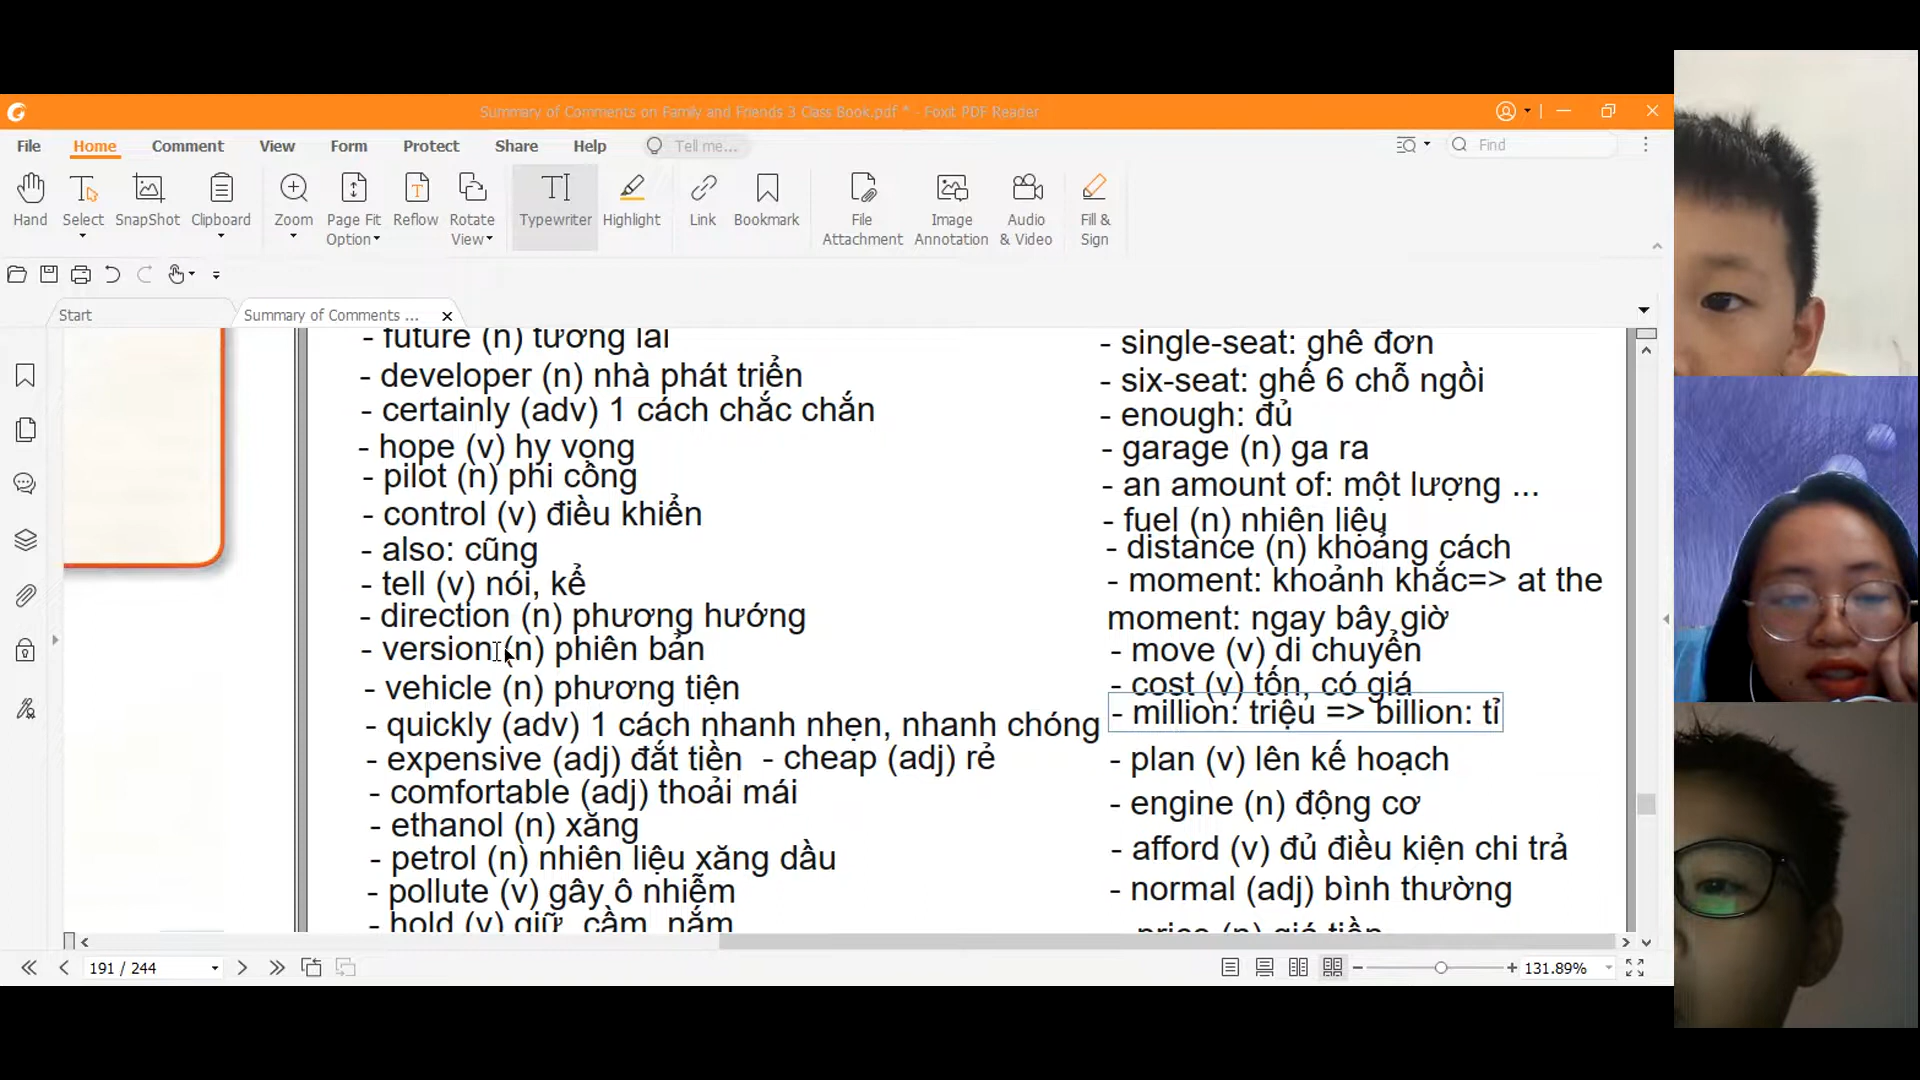 Summary of Comments on Family and Friends 3 Class Book.pdf * - Foxit PDF Reader
File Home Comment View Form Protect Share Help Tell me... Find
Hand Select SnapShot Clipboard Zoom Page Fit Option Reflow Rotate View Typewriter Highlight Link Bookmark File Attachment Image Annotation Audio & Video Fill & Sign
Start Summary of Comments ...
- future (n) tương lai
- developer (n) nhà phát triển
- certainly (adv) 1 cách chắc chắn
- hope (v) hy vọng
- pilot (n) phi công
- control (v) điều khiển
- also: cũng
- tell (v) nói, kể
- direction (n) phương hướng
- version (n) phiên bản
- vehicle (n) phương tiện
- quickly (adv) 1 cách nhanh nhẹn, nhanh chóng
- expensive (adj) đắt tiền - cheap (adj) rẻ
- comfortable (adj) thoải mái
- ethanol (n) xăng
- petrol (n) nhiên liệu xăng dầu
- pollute (v) gây ô nhiễm
- hold (v) giữ, cầm, nắm
- single-seat: ghê đơn
- six-seat: ghế 6 chỗ ngồi
- enough: đủ
- garage (n) ga ra
- an amount of: một lượng ...
- fuel (n) nhiên liệu
- distance (n) khoảng cách
- moment: khoảnh khắc=> at the
moment: ngay bây giờ
- move (v) di chuyển
- cost (v) tốn, có giá
- million: triệu => billion: tỉ
- plan (v) lên kế hoạch
- engine (n) động cơ
- afford (v) đủ điều kiện chi trả
- normal (adj) bình thường
- price (n) giá tiền
191 / 244
131.89%